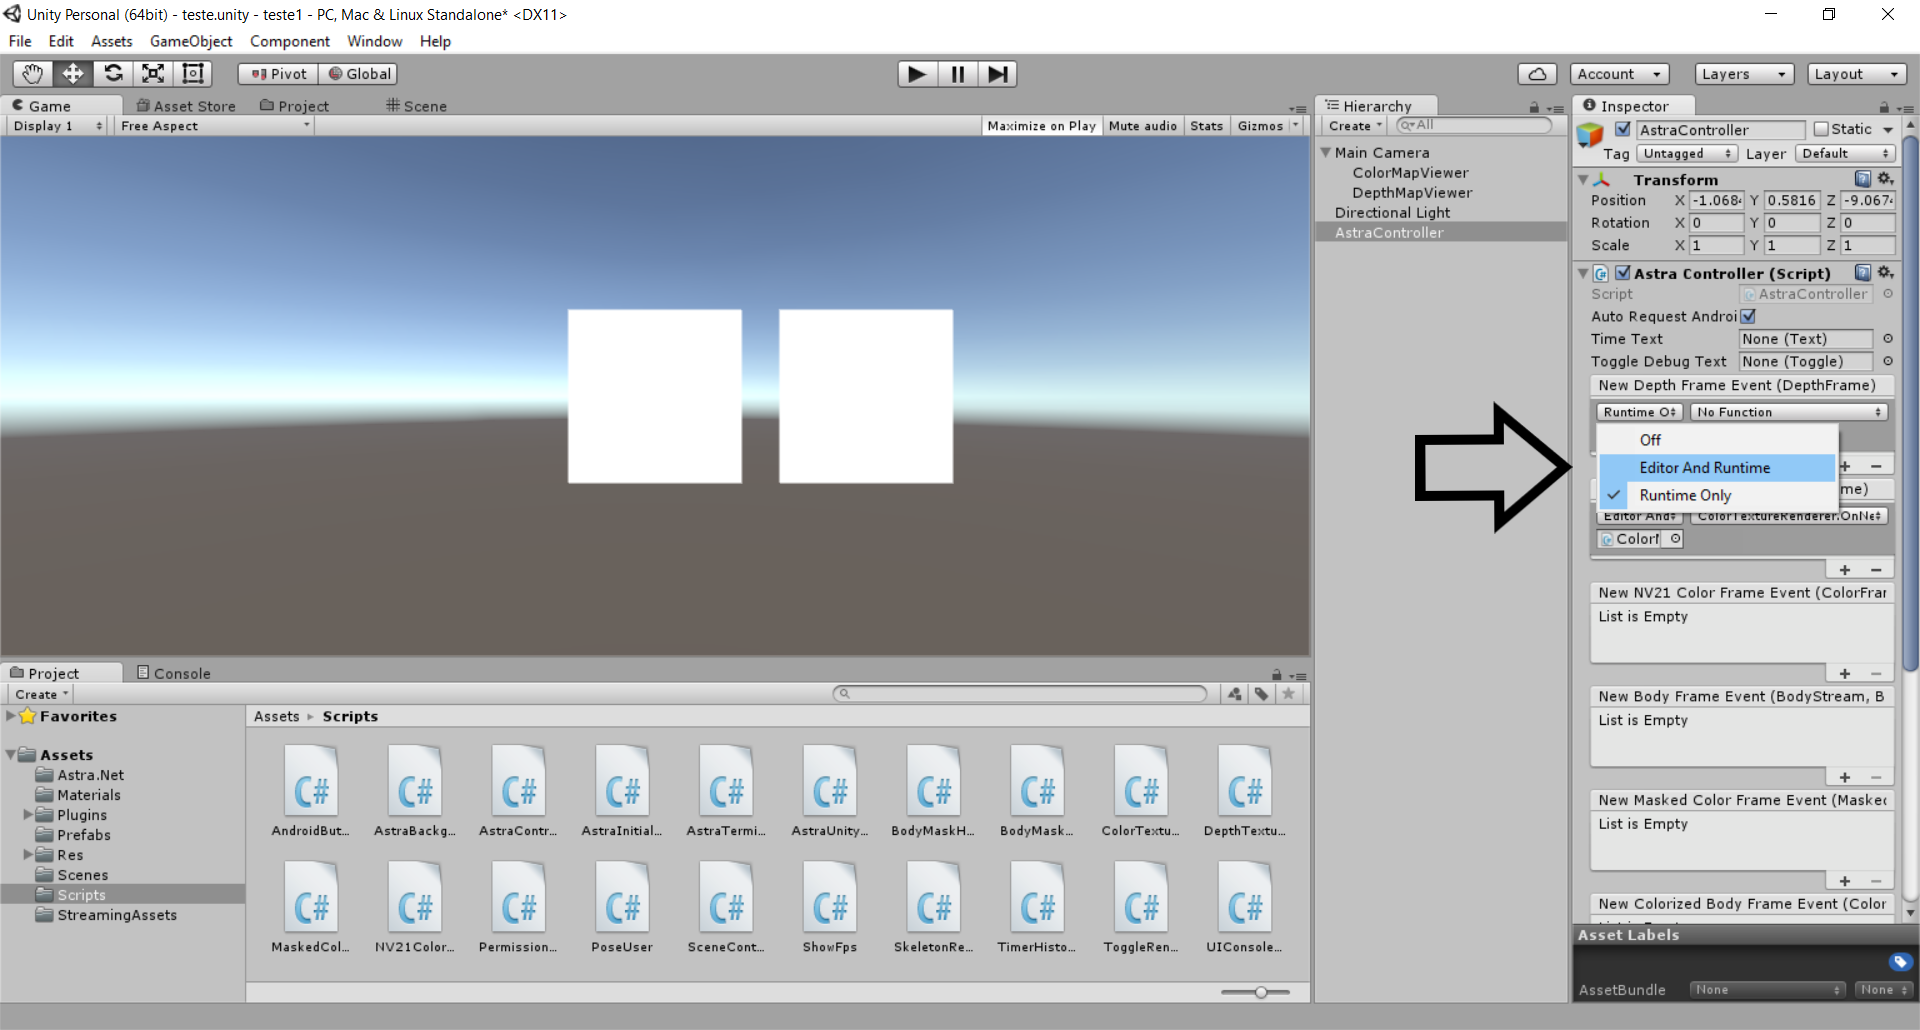 Unity Personal (64bit) - teste.unity - teste1 - PC, Mac & Linux Standalone* <DX11>
File Edit Assets GameObject Component Window Help
Pivot Global Account Layers Layout
Game Asset Store Project Scene
Display 1 Free Aspect Maximize on Play Mute audio Stats Gizmos
Hierarchy
Create All
Main Camera
ColorMapViewer
DepthMapViewer
Directional Light
AstraController
Inspector
AstraController Static
Tag Untagged Layer Default
Transform
Position X -1.068 Y 0.5816 Z -9.067
Rotation X 0 Y 0 Z 0
Scale X 1 Y 1 Z 1
Astra Controller (Script)
Script AstraController
Auto Request Androi
Time Text None (Text)
Toggle Debug Text None (Toggle)
New Depth Frame Event (DepthFrame)
Runtime O No Function
Off
Editor And Runtime
Runtime Only
me)
Editor And ColorTextureRenderer.OnNe
Color
New NV21 Color Frame Event (ColorFrar
List is Empty
New Body Frame Event (BodyStream, B
List is Empty
New Masked Color Frame Event (Masked
List is Empty
New Colorized Body Frame Event (Color
Asset Labels
AssetBundle None None
Project Console
Create
Favorites
Assets
Astra.Net
Materials
Plugins
Prefabs
Res
Scenes
Scripts
StreamingAssets
Assets Scripts
C# C# C# C# C# C# C# C# C# C#
AndroidBut... AstraBackg... AstraContr... AstraInitial... AstraTermi... AstraUnity... BodyMaskH... BodyMask... ColorTextu... DepthTextu...
C# C# C# C# C# C# C# C# C# C#
MaskedCol... NV21Color... Permission... PoseUser SceneCont... ShowFps SkeletonRe... TimerHisto... ToggleRen... UIConsole...